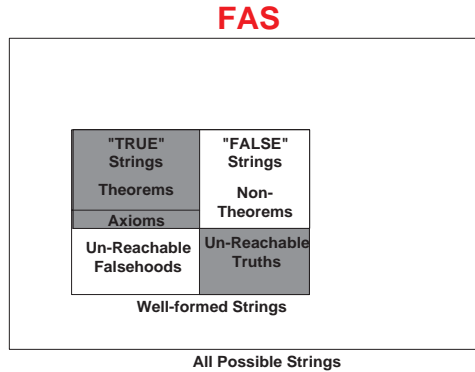 FAS
"TRUE"
Strings
Theorems
Axioms
"FALSE"
Strings
Non-
Theorems
Un-Reachable
Falsehoods
Un-Reachable
Truths
Well-formed Strings
All Possible Strings